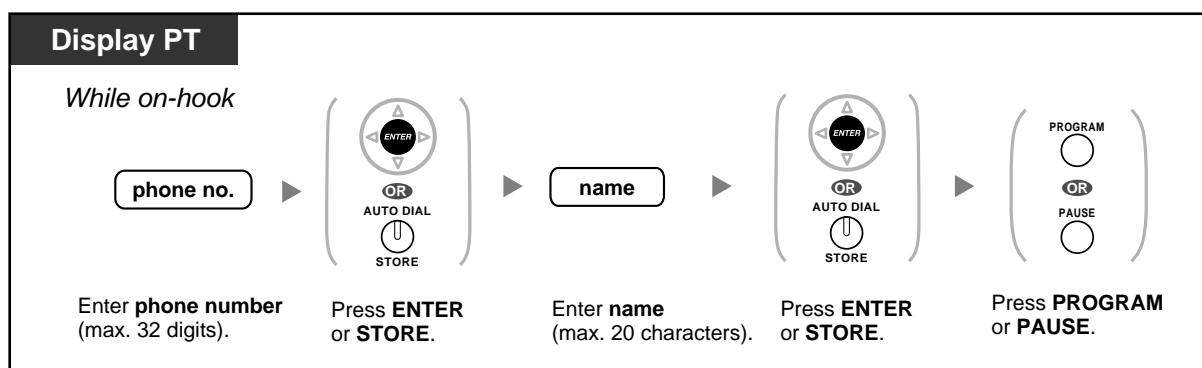 Display PT
While on-hook
phone no.
ENTER
OR
AUTO DIAL
STORE
name
ENTER
OR
AUTO DIAL
STORE
PROGRAM
OR
PAUSE
Enter phone number
(max. 32 digits).
Press ENTER
or STORE.
Enter name
(max. 20 characters).
Press ENTER
or STORE.
Press PROGRAM
or PAUSE.